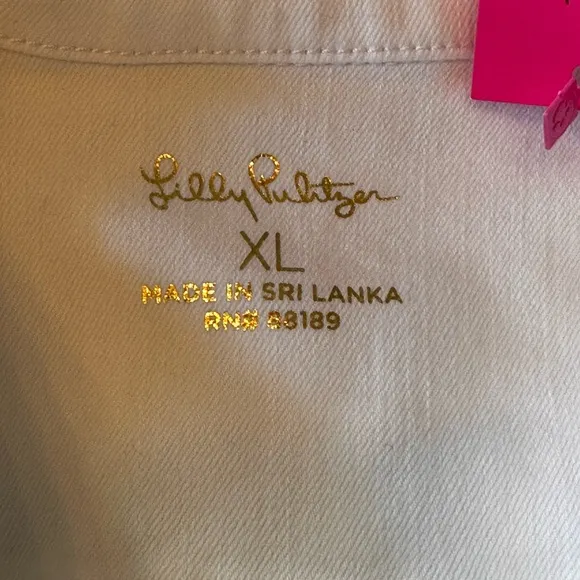 Lilly Pulitzer
XL
MADE IN SRI LANKA
RN# 88189